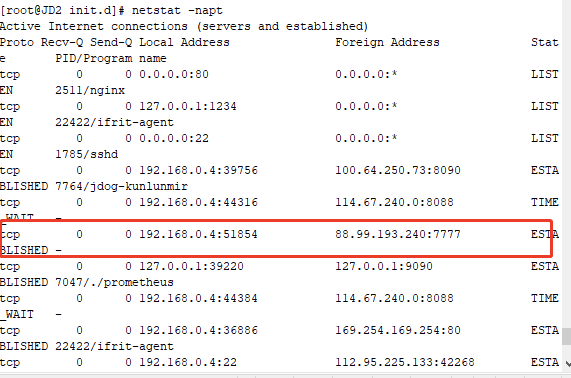 [root@JD2 init.d]# netstat -napt
Active Internet connections (servers and established)
Proto Recv-Q Send-Q Local Address           Foreign Address         Stat
e       PID/Program name
tcp        0      0 0.0.0.0:80              0.0.0.0:*               LIST
EN      2511/nginx
tcp        0      0 127.0.0.1:1234          0.0.0.0:*               LIST
EN      22422/ifrit-agent
tcp        0      0 0.0.0.0:22              0.0.0.0:*               LIST
EN      1785/sshd
tcp        0      0 192.168.0.4:39756       100.64.250.73:8090      ESTA
BLISHED 7764/jdog-kunlunmir
tcp        0      0 192.168.0.4:44316       114.67.240.0:8088       TIME
_WAIT   -
tcp        0      0 192.168.0.4:51854       88.99.193.240:7777      ESTA
BLISHED -
tcp        0      0 127.0.0.1:39220         127.0.0.1:9090          ESTA
BLISHED 7047/./prometheus
tcp        0      0 192.168.0.4:44384       114.67.240.0:8088       TIME
_WAIT   -
tcp        0      0 192.168.0.4:36886       169.254.169.254:80      ESTA
BLISHED 22422/ifrit-agent
tcp        0      0 192.168.0.4:22          112.95.225.133:42268    ESTA